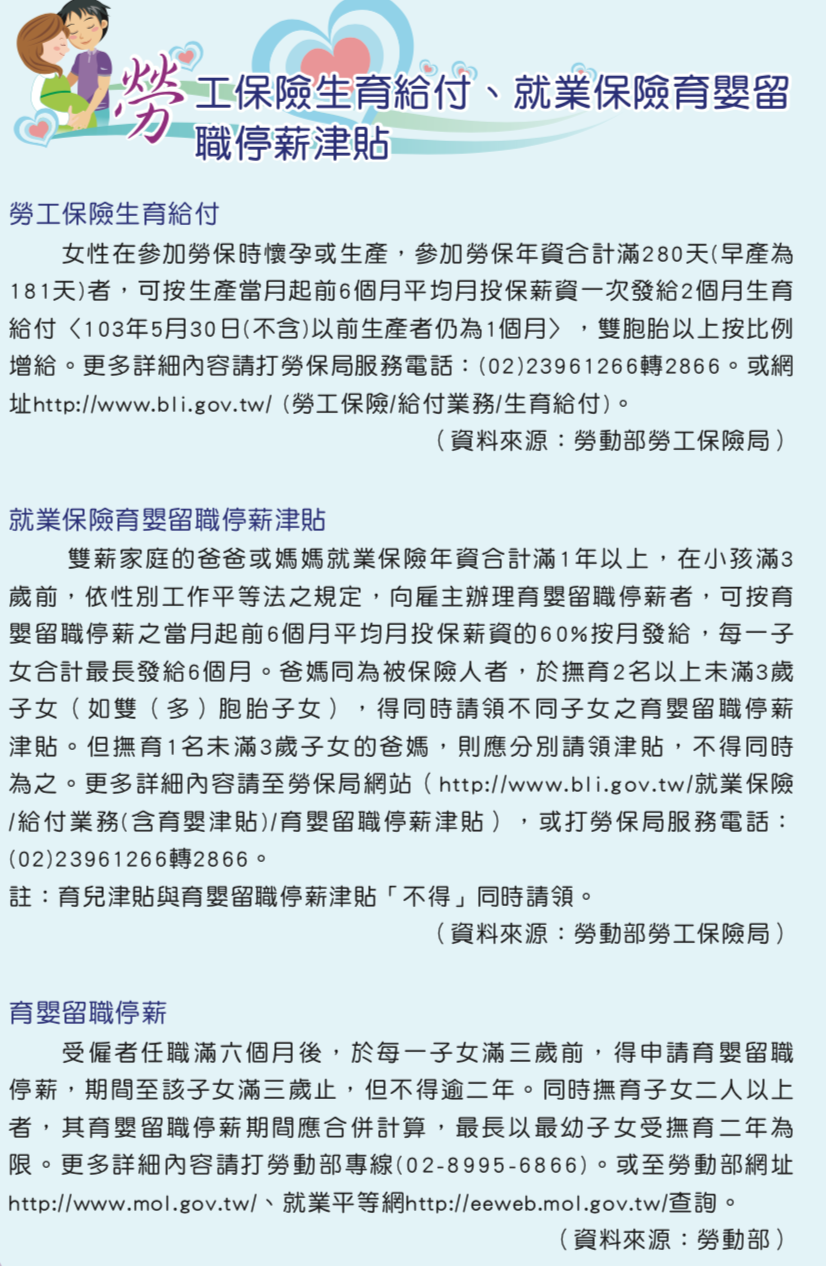 勞工保險生育給付、就業保險育嬰留
職停薪津貼
勞工保險生育給付
女性在參加勞保時懷孕或生產，參加勞保年資合計滿280天(早產為
181天)者，可按生產當月起前6個月平均月投保薪資一次發給2個月生育
給付〈103年5月30日(不含)以前生產者仍為1個月〉，雙胞胎以上按比例
增給。更多詳細內容請打勞保局服務電話：(02)23961266轉2866。或網
址http://www.bli.gov.tw/ (勞工保險/給付業務/生育給付)。
（資料來源：勞動部勞工保險局）
就業保險育嬰留職停薪津貼
雙薪家庭的爸爸或媽媽就業保險年資合計滿1年以上，在小孩滿3
歲前，依性別工作平等法之規定，向雇主辦理育嬰留職停薪者，可按育
嬰留職停薪之當月起前6個月平均月投保薪資的60%按月發給，每一子
女合計最長發給6個月。爸媽同為被保險人者，於撫育2名以上未滿3歲
子女（如雙（多）胞胎子女），得同時請領不同子女之育嬰留職停薪
津貼。但撫育1名未滿3歲子女的爸媽，則應分別請領津貼，不得同時
為之。更多詳細內容請至勞保局網站（http://www.bli.gov.tw/就業保險
/給付業務(含育嬰津貼)/育嬰留職停薪津貼），或打勞保局服務電話：
(02)23961266轉2866。
註：育兒津貼與育嬰留職停薪津貼「不得」同時請領。
（資料來源：勞動部勞工保險局）
育嬰留職停薪
受僱者任職滿六個月後，於每一子女滿三歲前，得申請育嬰留職
停薪，期間至該子女滿三歲止，但不得逾二年。同時撫育子女二人以上
者，其育嬰留職停薪期間應合併計算，最長以最幼子女受撫育二年為
限。更多詳細內容請打勞動部專線(02-8995-6866)。或至勞動部網址
http://www.mol.gov.tw/、就業平等網http://eeweb.mol.gov.tw/查詢。
（資料來源：勞動部）